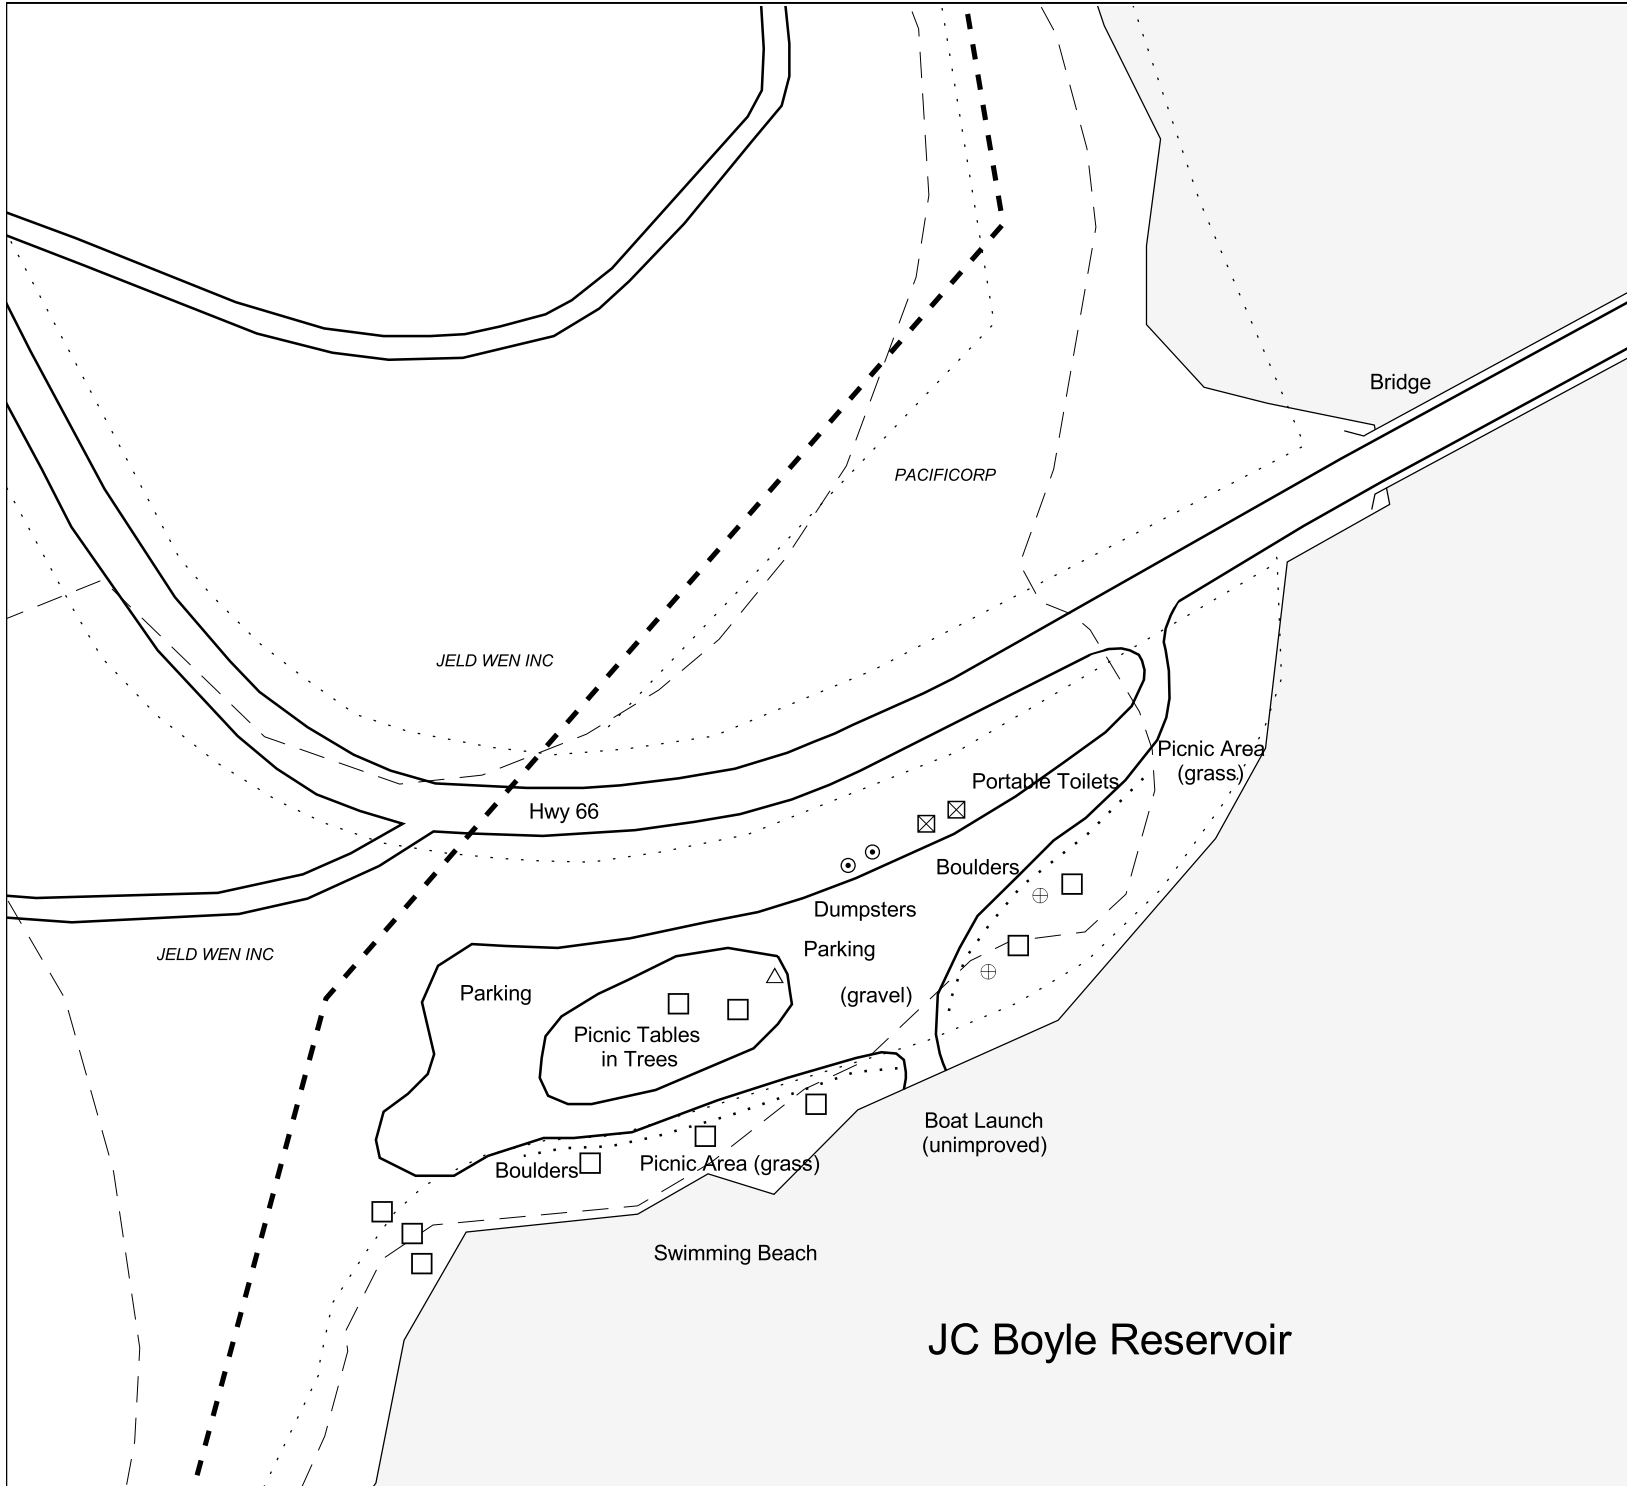 Bridge
PACIFICORP
JELD WEN INC
Picnic Area
(grass)
Portable Toilets
Hwy 66
Boulders
Dumpsters
JELD WEN INC
Parking
Parking
(gravel)
Picnic Tables
in Trees
Boat Launch
(unimproved)
Boulders
Picnic Area (grass)
Swimming Beach
JC Boyle Reservoir